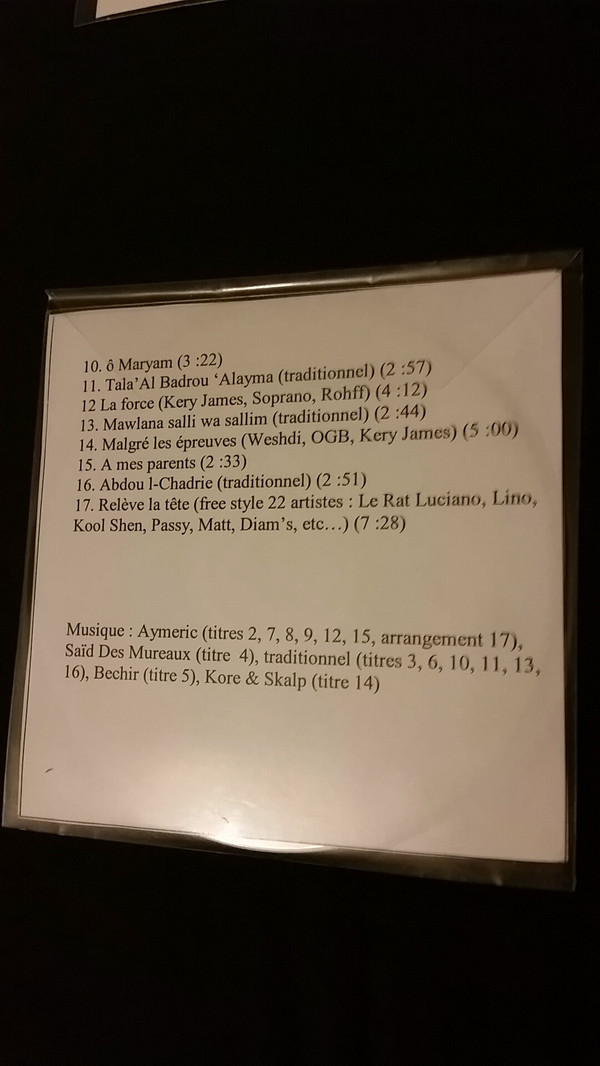 10. ô Maryam (3 :22)
11. Tala'Al Badrou ‘Alayma (traditionnel) (2 :57)
12 La force (Kery James, Soprano, Rohff) (4 :12)
13. Mawlana salli wa sallim (traditionnel) (2 :44)
14. Malgré les épreuves (Weshdi, OGB, Kery James) (5 :00)
15. A mes parents (2 :33)
16. Abdou l-Chadrie (traditionnel) (2 :51)
17. Relève la tête (free style 22 artistes : Le Rat Luciano, Lino,
Kool Shen, Passy, Matt, Diam's, etc…) (7 :28)
Musique : Aymeric (titres 2, 7, 8, 9, 12, 15, arrangement 17),
Saïd Des Mureaux (titre 4), traditionnel (titres 3, 6, 10, 11, 13,
16), Bechir (titre 5), Kore & Skalp (titre 14)